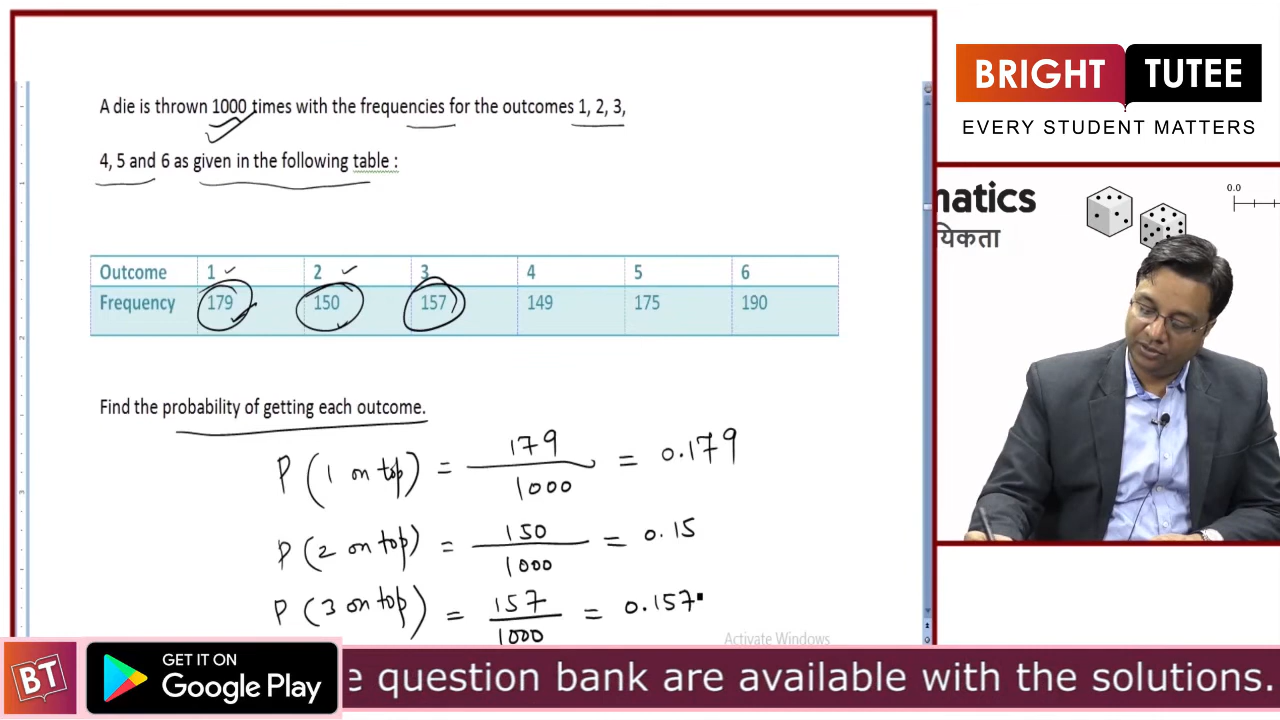 A die is thrown 1000 times with the frequencies for the outcomes 1, 2, 3,
4, 5 and 6 as given in the following table :
Outcome 1 2 3 4 5 6
Frequency 179 150 157 149 175 190
Find the probability of getting each outcome.
P (1 on top) = 179/1000 = 0.179
P (2 on top) = 150/1000 = 0.15
P (3 on top) = 157/1000 = 0.157
Activate Windows
BRIGHT TUTEE
EVERY STUDENT MATTERS
matics
यिकता
0.0
BT
GET IT ON
Google Play
e question bank are available with the solutions.